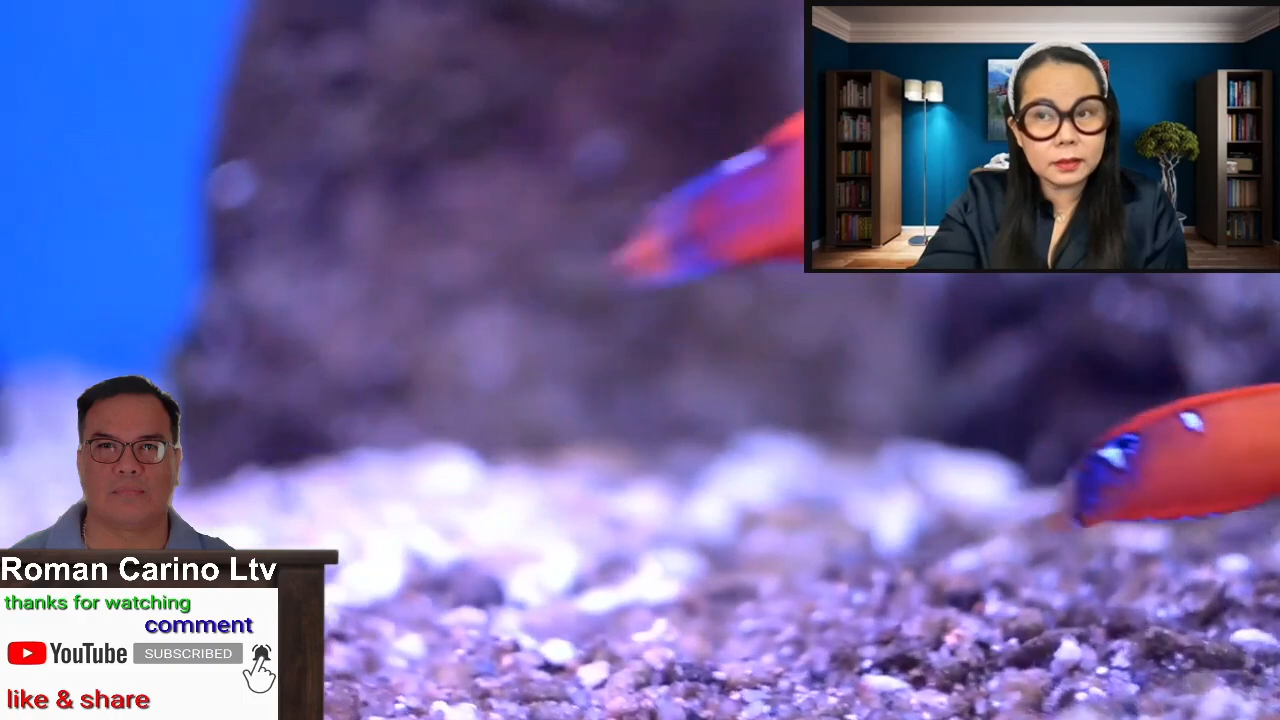 Roman Carino Ltv
thanks for watching
comment
YouTube SUBSCRIBED
like & share